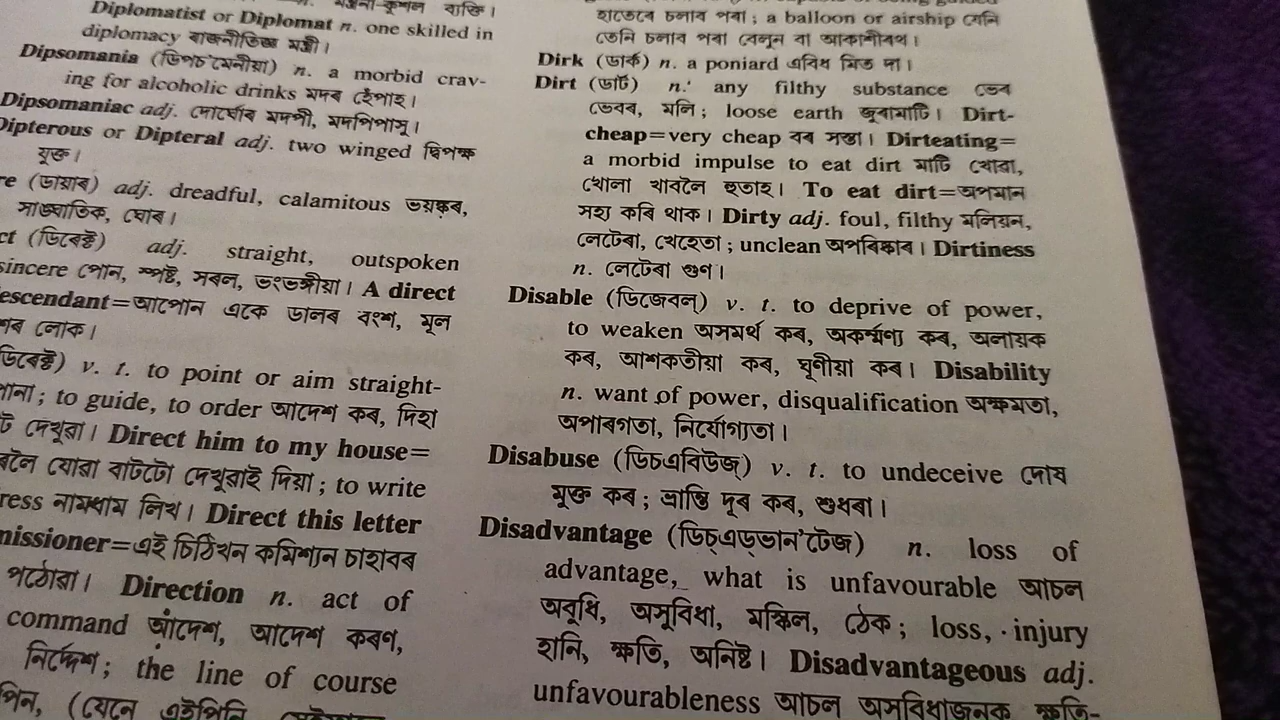 Diplomatist or Diplomat n. one skilled in
diplomacy ৰাজনীতিজ্ঞ মন্ত্ৰী।
Dipsomania (ডিপচ'মেনীয়া) n. a morbid crav-
ing for alcoholic drinks মদৰ হেঁপাহ।
Dipsomaniac adj. দোৰ্ঘোৰ মদপী, মদপিপাসু।
Dipterous or Dipteral adj. two winged দ্বিপক্ষ
যুক্ত।
re (ডায়াৰ) adj. dreadful, calamitous ভয়ঙ্কৰ,
সাঙ্ঘাতিক, ঘোৰ।
ct (ডিৰেক্ট) adj. straight, outspoken
sincere পোন, স্পষ্ট, সৰল, ভংভঙ্গীয়া। A direct
escendant=আপোন একে ডালৰ বংশ, মূল
লোক।
ডিৰেক্ট) v. t. to point or aim straight-
to guide, to order আদেশ কৰ, দিহা
দেখুৱা। Direct him to my house=
যোৱা বাটটো দেখুৱাই দিয়া; to write
ress নামধাম লিখ। Direct this letter
missioner=এই চিঠিখন কমিশ্যন চাহাবৰ
পঠোৱা। Direction n. act of
command আদেশ, আদেশ কৰণ,
নিৰ্দ্দেশ; the line of course
(যেনে এইপিনি
হাতেৰে চলাব পৰা; a balloon or airship যেনি
তেনি চলাব পৰা বেলুন বা আকাশীৰথ।
Dirk (ডাৰ্ক) n. a poniard এবিধ মিত দা।
Dirt (ডাৰ্ট) n. any filthy substance ভেব
ভেবৰ, মলি; loose earth জুৰামাটি। Dirt-
cheap=very cheap বৰ সস্তা। Dirteating=
a morbid impulse to eat dirt মাটি খোৱা,
খোলা খাবলৈ হুতাহ। To eat dirt=অপমান
সহ্য কৰি থাক। Dirty adj. foul, filthy মলিয়ন,
লেটেৰা, খেহেতা; unclean অপৰিষ্কাৰ। Dirtiness
n. লেটেৰা গুণ।
Disable (ডিজেবল্) v. t. to deprive of power,
to weaken অসমৰ্থ কৰ, অকৰ্ম্মণ্য কৰ, অলায়ক
কৰ, আশকতীয়া কৰ, ঘূণীয়া কৰ। Disability
n. want of power, disqualification অক্ষমতা,
অপাৰগতা, নিৰ্যোগ্যতা।
Disabuse (ডিচএবিউজ্) v. t. to undeceive দোষ
মুক্ত কৰ; ভ্ৰান্তি দূৰ কৰ, শুধৰা।
Disadvantage (ডিচ্এড্ভান'টেজ) n. loss of
advantage, what is unfavourable আচল
অবুধি, অসুবিধা, মস্কিল, ঠেক; loss, injury
হানি, ক্ষতি, অনিষ্ট। Disadvantageous adj.
unfavourableness আচল অসুবিধাজনক ক্ষতি-